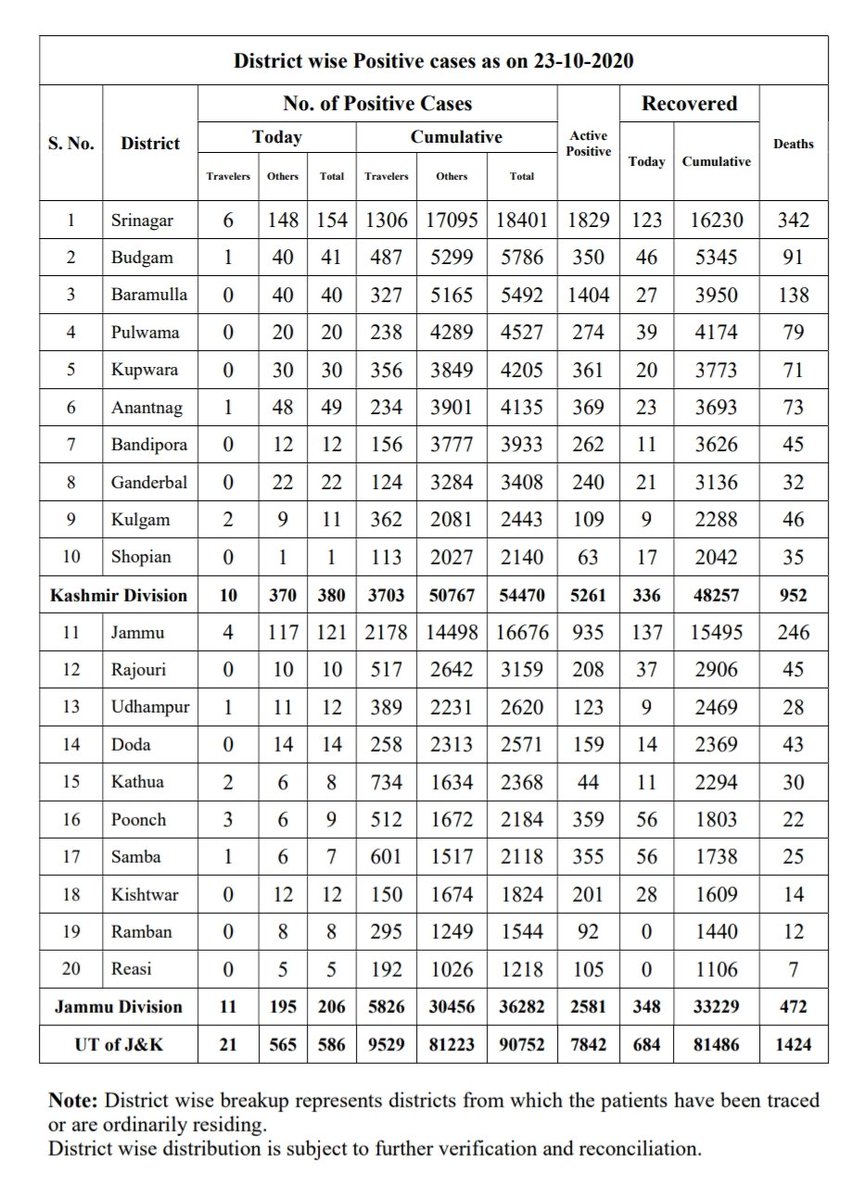 District wise Positive cases as on 23-10-2020
S. No. District No. of Positive Cases Active Positive Recovered Deaths
Today Cumulative Today Cumulative
Travelers Others Total Travelers Others Total
1 Srinagar 6 148 154 1306 17095 18401 1829 123 16230 342
2 Budgam 1 40 41 487 5299 5786 350 46 5345 91
3 Baramulla 0 40 40 327 5165 5492 1404 27 3950 138
4 Pulwama 0 20 20 238 4289 4527 274 39 4174 79
5 Kupwara 0 30 30 356 3849 4205 361 20 3773 71
6 Anantnag 1 48 49 234 3901 4135 369 23 3693 73
7 Bandipora 0 12 12 156 3777 3933 262 11 3626 45
8 Ganderbal 0 22 22 124 3284 3408 240 21 3136 32
9 Kulgam 2 9 11 362 2081 2443 109 9 2288 46
10 Shopian 0 1 1 113 2027 2140 63 17 2042 35
Kashmir Division 10 370 380 3703 50767 54470 5261 336 48257 952
11 Jammu 4 117 121 2178 14498 16676 935 137 15495 246
12 Rajouri 0 10 10 517 2642 3159 208 37 2906 45
13 Udhampur 1 11 12 389 2231 2620 123 9 2469 28
14 Doda 0 14 14 258 2313 2571 159 14 2369 43
15 Kathua 2 6 8 734 1634 2368 44 11 2294 30
16 Poonch 3 6 9 512 1672 2184 359 56 1803 22
17 Samba 1 6 7 601 1517 2118 355 56 1738 25
18 Kishtwar 0 12 12 150 1674 1824 201 28 1609 14
19 Ramban 0 8 8 295 1249 1544 92 0 1440 12
20 Reasi 0 5 5 192 1026 1218 105 0 1106 7
Jammu Division 11 195 206 5826 30456 36282 2581 348 33229 472
UT of J&K 21 565 586 9529 81223 90752 7842 684 81486 1424
Note: District wise breakup represents districts from which the patients have been traced
or are ordinarily residing.
District wise distribution is subject to further verification and reconciliation.